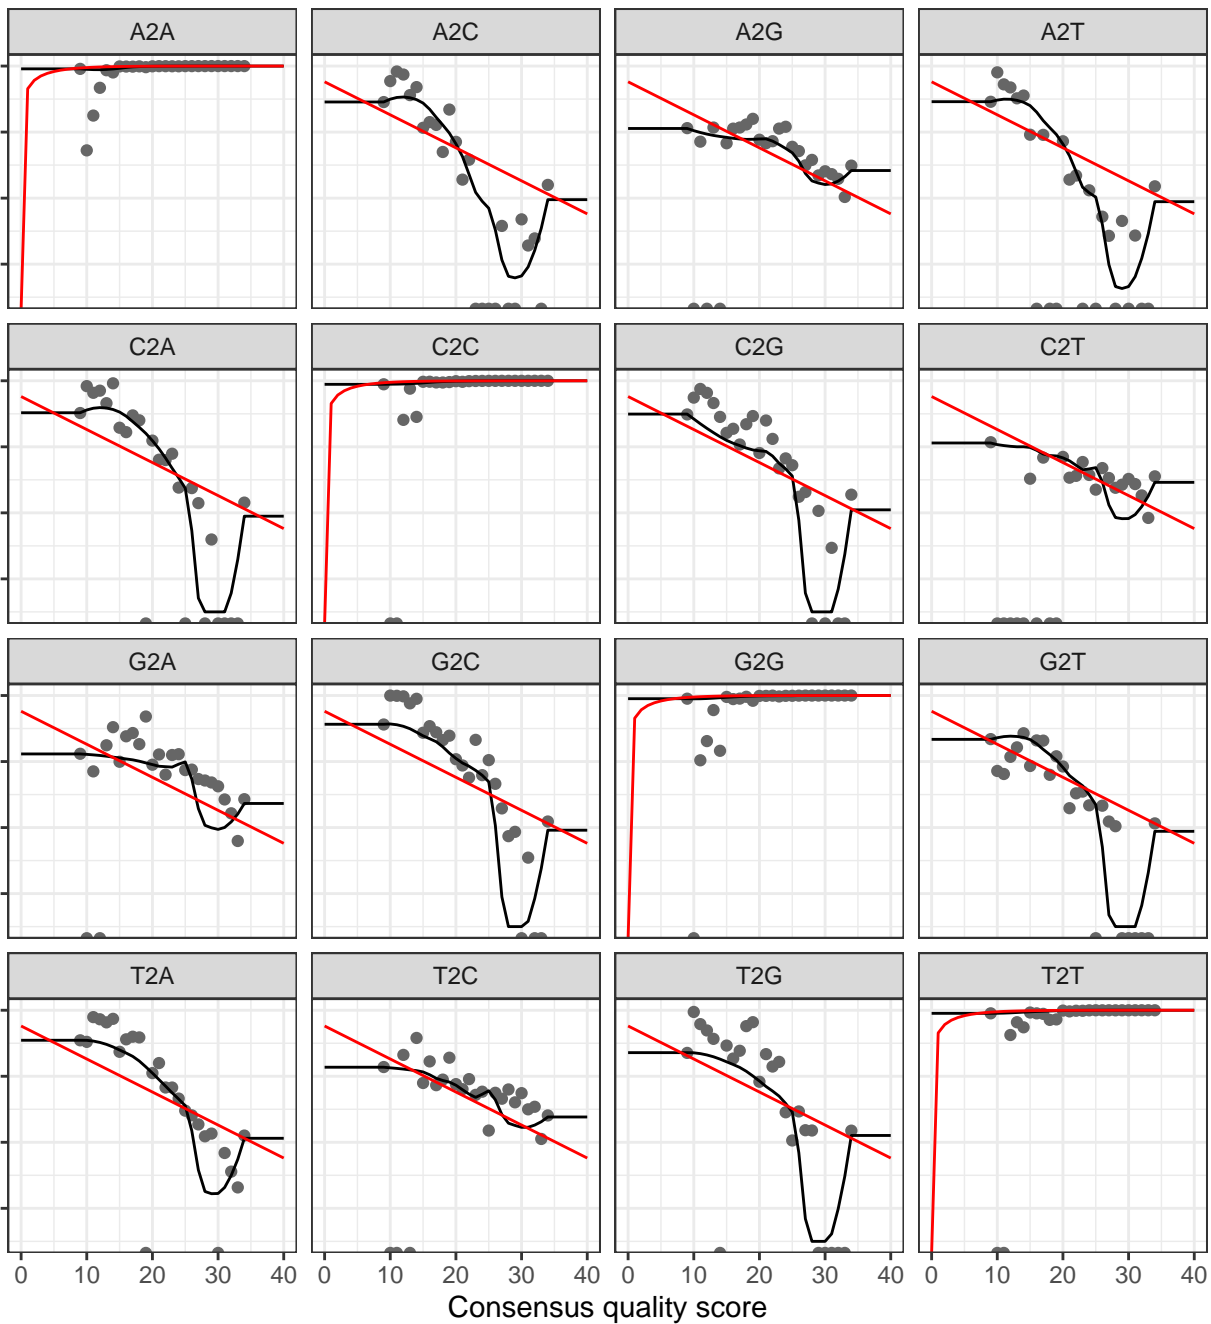 A2A A2C A2G A2T
C2A C2C C2G C2T
G2A G2C G2G G2T
T2A T2C T2G T2T
0 10 20 30 40 0 10 20 30 40 0 10 20 30 40 0 10 20 30 40
Consensus quality score